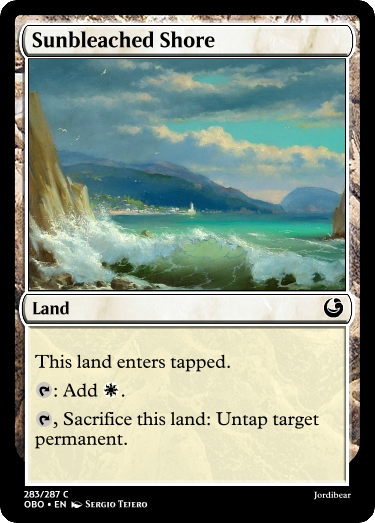 Sunbleached Shore
Land
This land enters tapped.
: Add .
, Sacrifice this land: Untap target
permanent.
283/287 C
OBO • EN Sergio Tejero
Jordibear